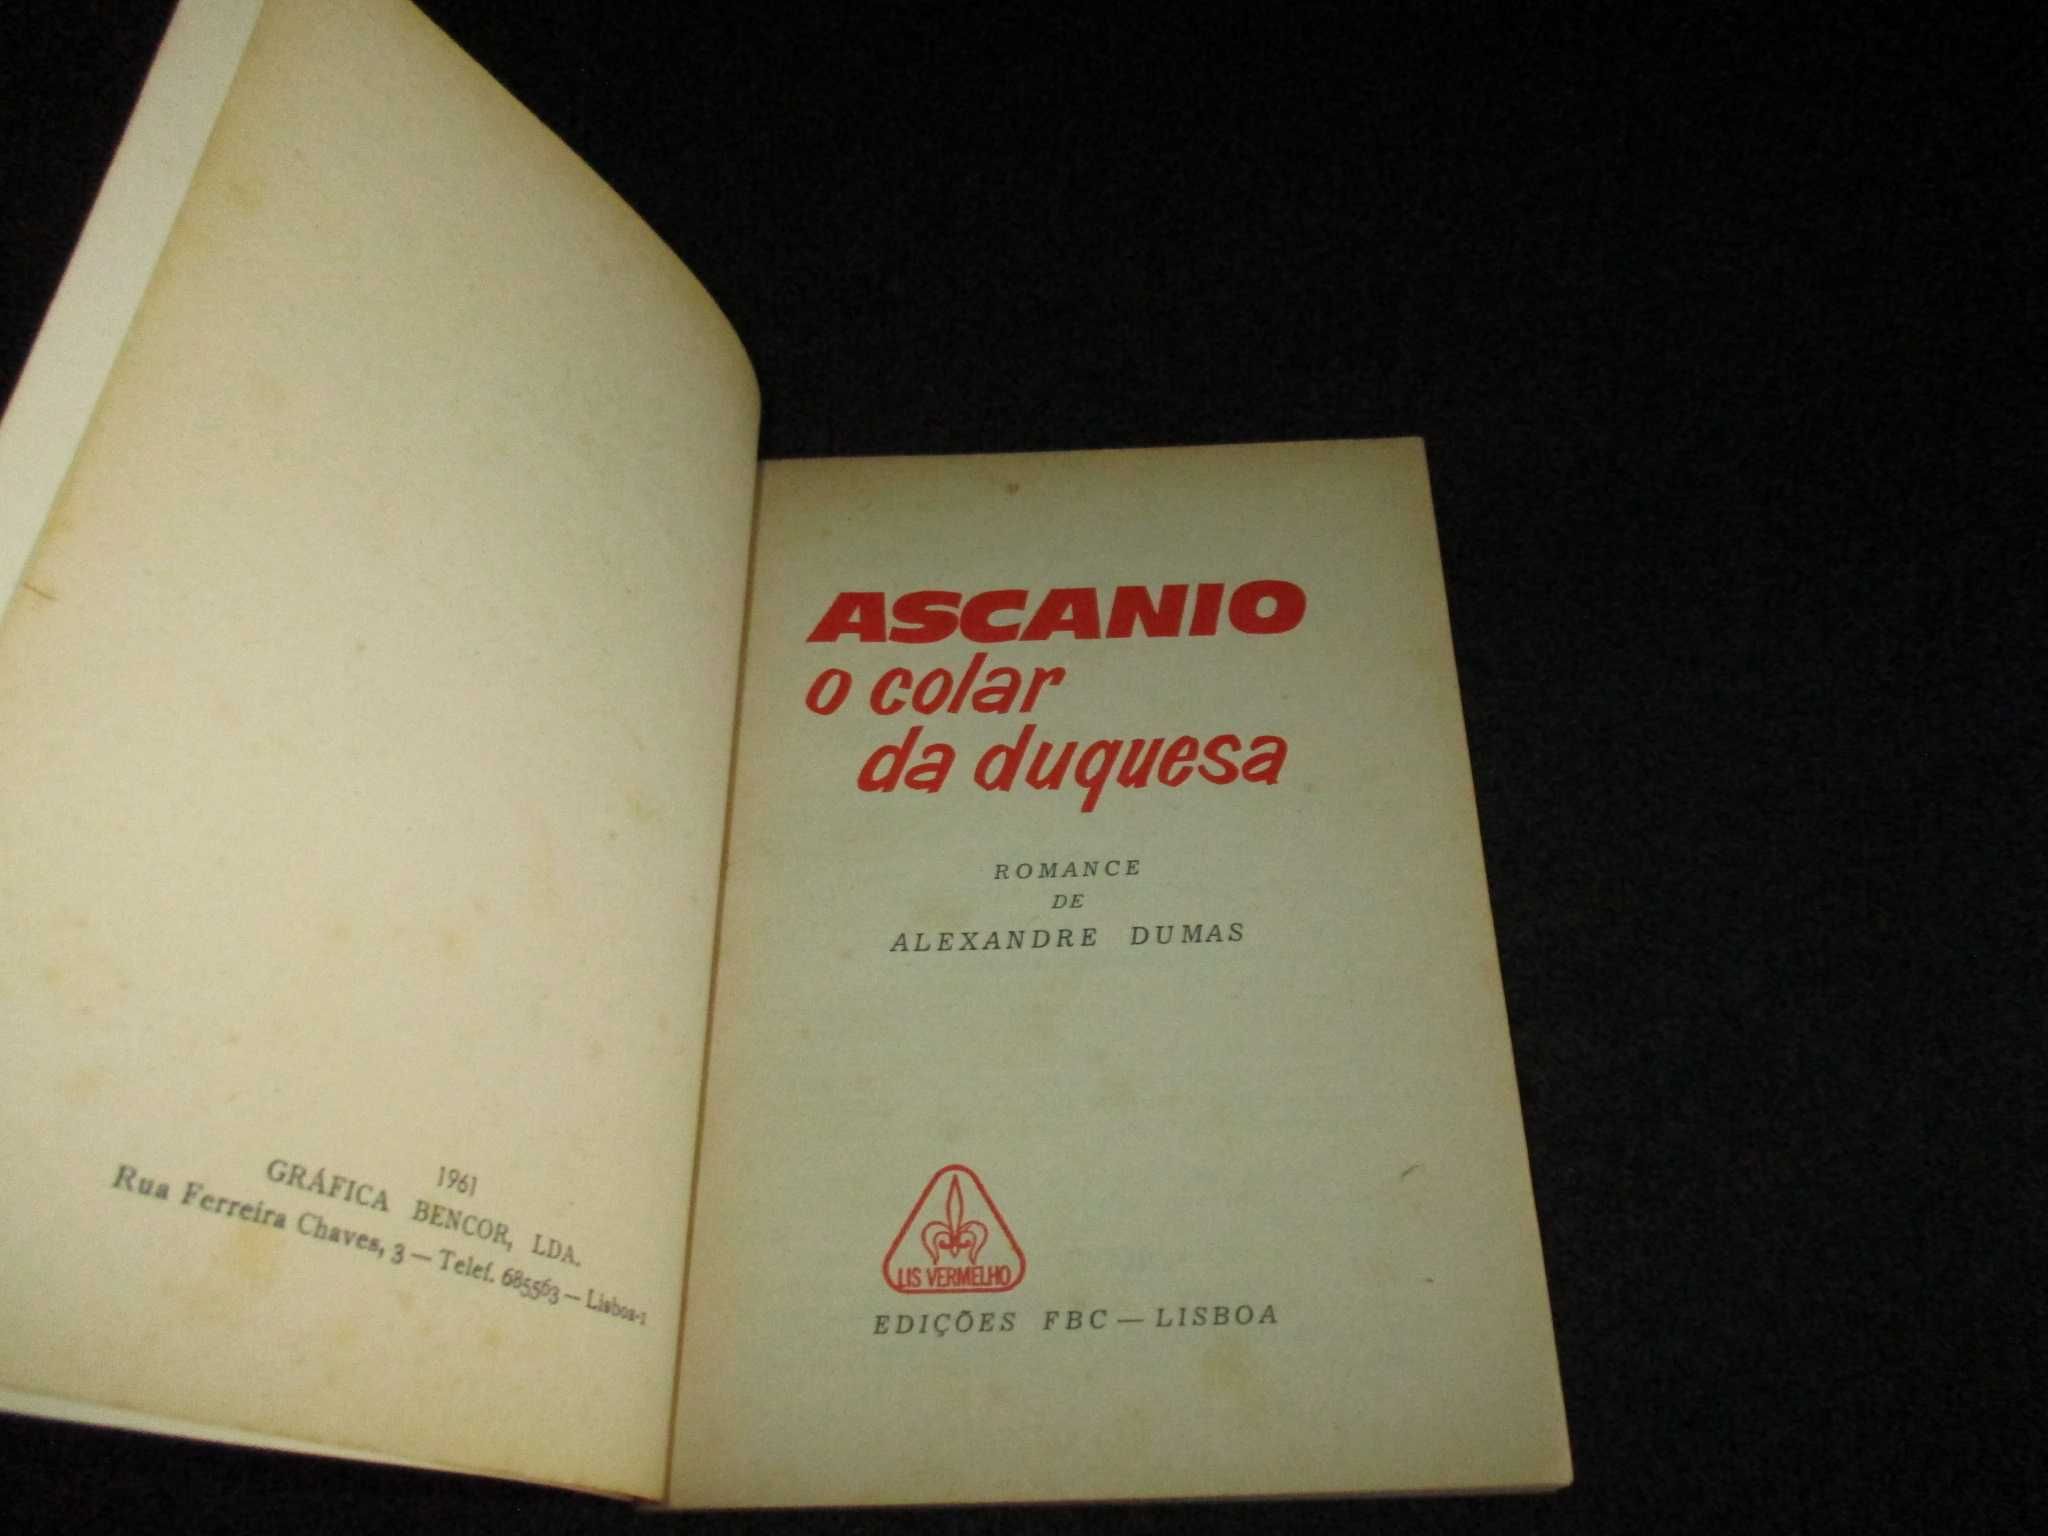 1961
GRÁFICA BENCOR, LDA.
Rua Ferreira Chaves, 3 — Telef. 685563 — Lisboa-1
ASCANIO
o colar
da duquesa
ROMANCE
DE
ALEXANDRE DUMAS
LIS VERMELHO
EDIÇÕES FBC — LISBOA